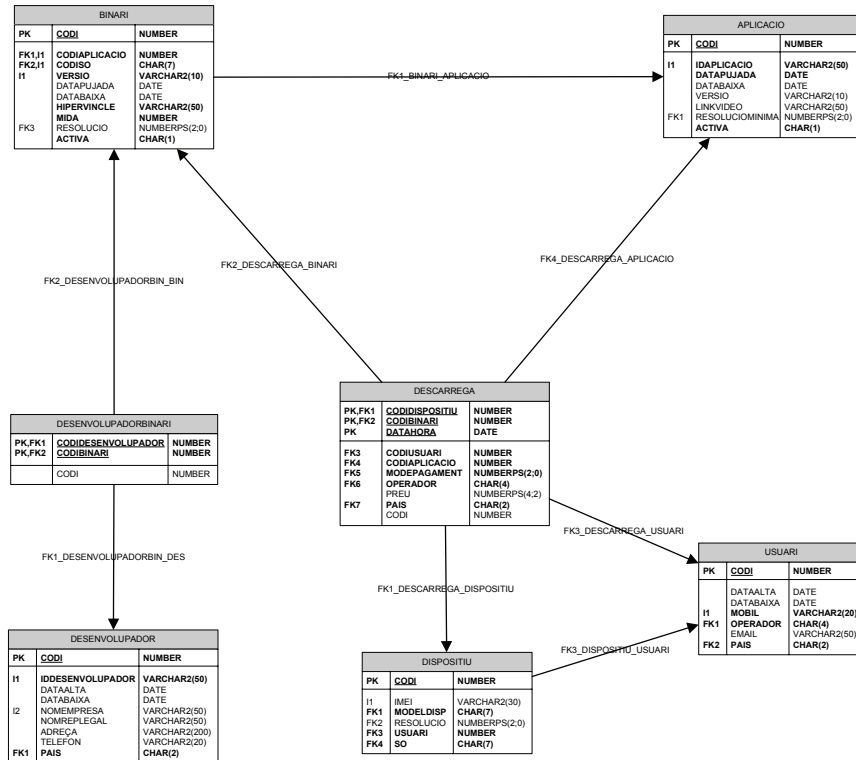 BINARI
PK CODI NUMBER
FK1,I1 CODIAPLICACIO NUMBER
FK2,I1 CODISO CHAR(7)
I1 VERSIO VARCHAR2(10)
DATAPUJADA DATE
DATABAIXA DATE
HIPERVINCLE VARCHAR2(50)
MIDA NUMBER
FK3 RESOLUCIO NUMBERPS(2;0)
ACTIVA CHAR(1)
FK1_BINARI_APLICACIO
APLICACIO
PK CODI NUMBER
I1 IDAPLICACIO VARCHAR2(50)
DATAPUJADA DATE
DATABAIXA DATE
VERSIO VARCHAR2(10)
LINKVIDEO VARCHAR2(50)
FK1 RESOLUCIOMINIMA NUMBERPS(2;0)
ACTIVA CHAR(1)
FK2_DESENVOLUPADORBIN_BIN
FK2_DESCARREGA_BINARI
FK4_DESCARREGA_APLICACIO
DESENVOLUPADORBINARI
PK,FK1 CODIDESENVOLUPADOR NUMBER
PK,FK2 CODIBINARI NUMBER
CODI NUMBER
DESCARREGA
PK,FK1 CODIDISPOSITIU NUMBER
PK,FK2 CODIBINARI NUMBER
PK DATAHORA DATE
FK3 CODIUSUARI NUMBER
FK4 CODIAPLICACIO NUMBER
FK5 MODEPAGAMENT NUMBERPS(2;0)
FK6 OPERADOR CHAR(4)
PREU NUMBERPS(4;2)
FK7 PAIS CHAR(2)
CODI NUMBER
FK1_DESENVOLUPADORBIN_DES
FK1_DESCARREGA_DISPOSITIU
FK3_DESCARREGA_USUARI
FK3_DISPOSITIU_USUARI
USUARI
PK CODI NUMBER
DATAALTA DATE
DATABAIXA DATE
I1 MOBIL VARCHAR2(20)
FK1 OPERADOR CHAR(4)
EMAIL VARCHAR2(50)
FK2 PAIS CHAR(2)
DESENVOLUPADOR
PK CODI NUMBER
I1 IDDESENVOLUPADOR VARCHAR2(50)
DATAALTA DATE
DATABAIXA DATE
I2 NOMEMPRESA VARCHAR2(50)
NOMREPLEGAL VARCHAR2(50)
ADREÇA VARCHAR2(200)
TELEFON VARCHAR2(20)
FK1 PAIS CHAR(2)
DISPOSITIU
PK CODI NUMBER
I1 IMEI VARCHAR2(30)
FK1 MODELDISP CHAR(7)
FK2 RESOLUCIO NUMBERPS(2;0)
FK3 USUARI NUMBER
FK4 SO CHAR(7)